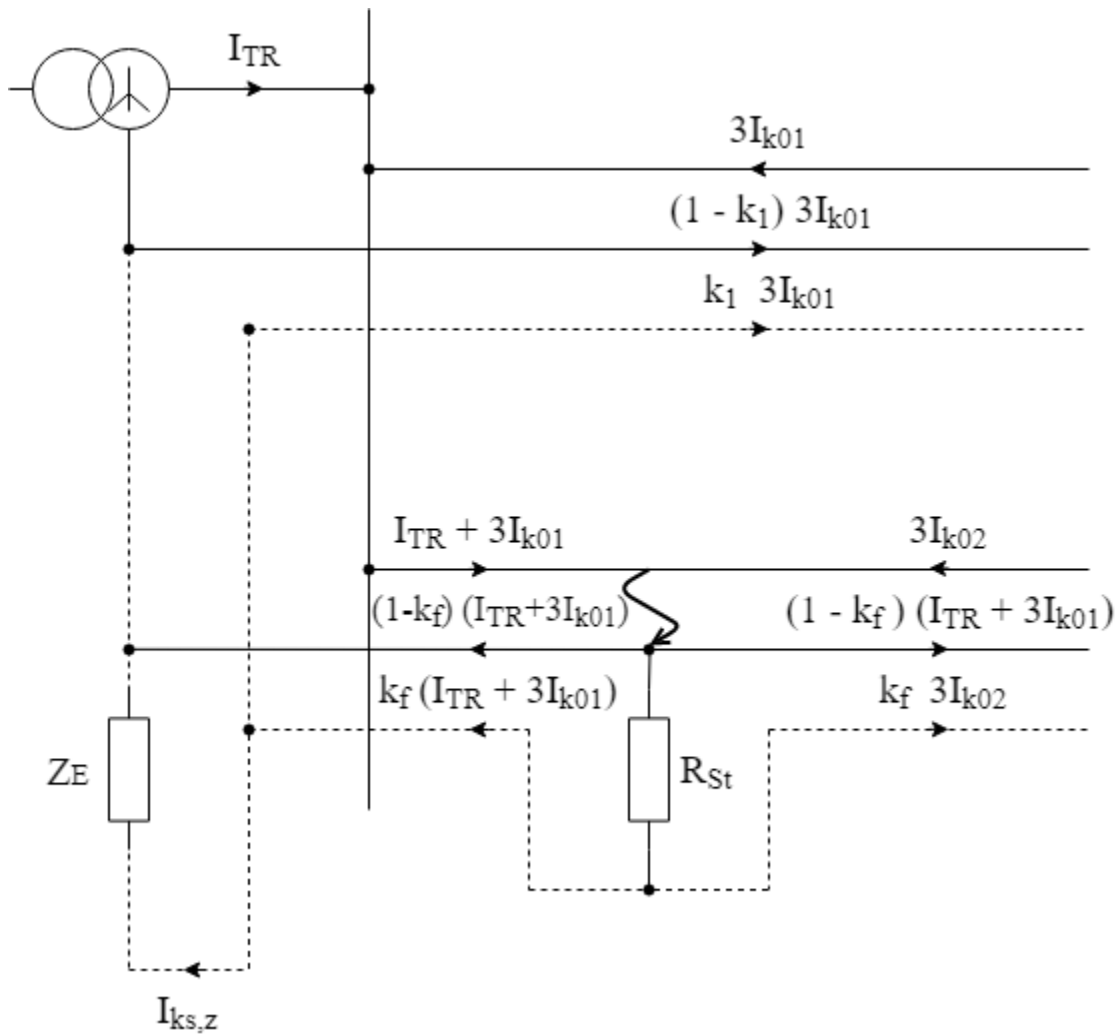 I_TR
3I_k01
(1 - k_1) 3I_k01
k_1 3I_k01
I_TR + 3I_k01
3I_k02
(1-k_f) (I_TR+3I_k01)
(1 - k_f ) (I_TR + 3I_k01)
k_f (I_TR + 3I_k01)
k_f 3I_k02
ZE
R_St
I_ks,z